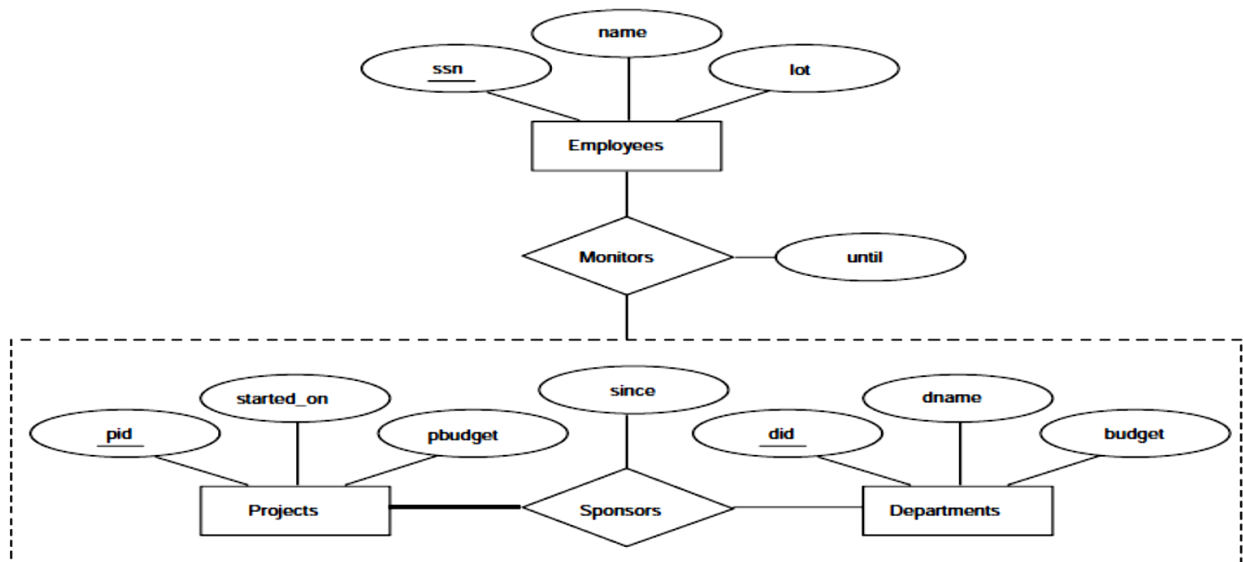 name
ssn
lot
Employees
Monitors
until
since
started_on
dname
pid
pbudget
did
budget
Projects
Sponsors
Departments